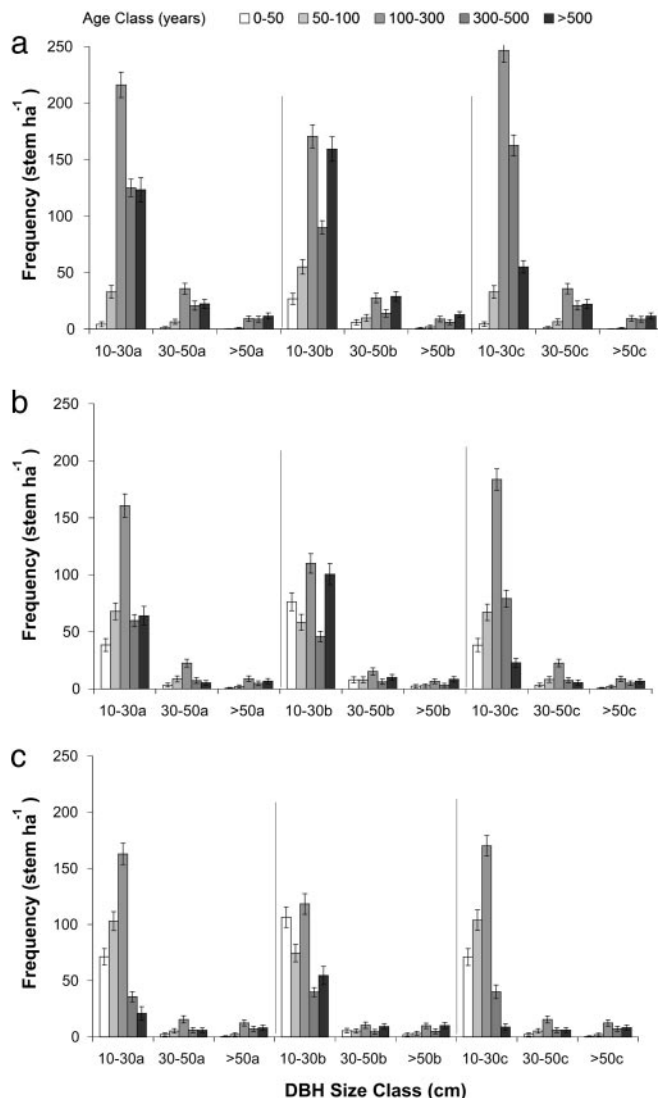 Age Class (years) 0-50 50-100 100-300 300-500 >500
a
250
200
150
100
50
0
Frequency (stem ha-1)
10-30a 30-50a >50a 10-30b 30-50b >50b 10-30c 30-50c >50c
b
250
200
150
100
50
0
Frequency (stem ha-1)
10-30a 30-50a >50a 10-30b 30-50b >50b 10-30c 30-50c >50c
c
250
200
150
100
50
0
Frequency (stem ha-1)
10-30a 30-50a >50a 10-30b 30-50b >50b 10-30c 30-50c >50c
DBH Size Class (cm)